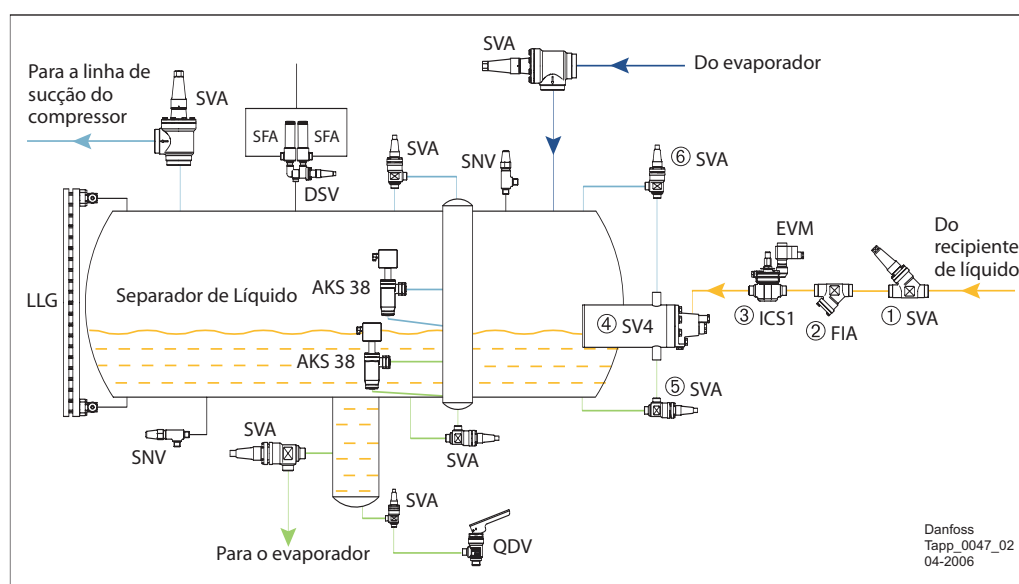 SVA
Do evaporador
Para a linha de
sucção do
compressor
SVA
SFA SFA
DSV
SVA
SNV
⑥ SVA
EVM
Do
recipiente
de líquido
LLG
Separador de Líquido
AKS 38
④ SV4
③ ICS1
② FIA
① SVA
AKS 38
⑤ SVA
SNV
SVA
SVA
SVA
QDV
Para o evaporador
Danfoss
Tapp_0047_02
04-2006